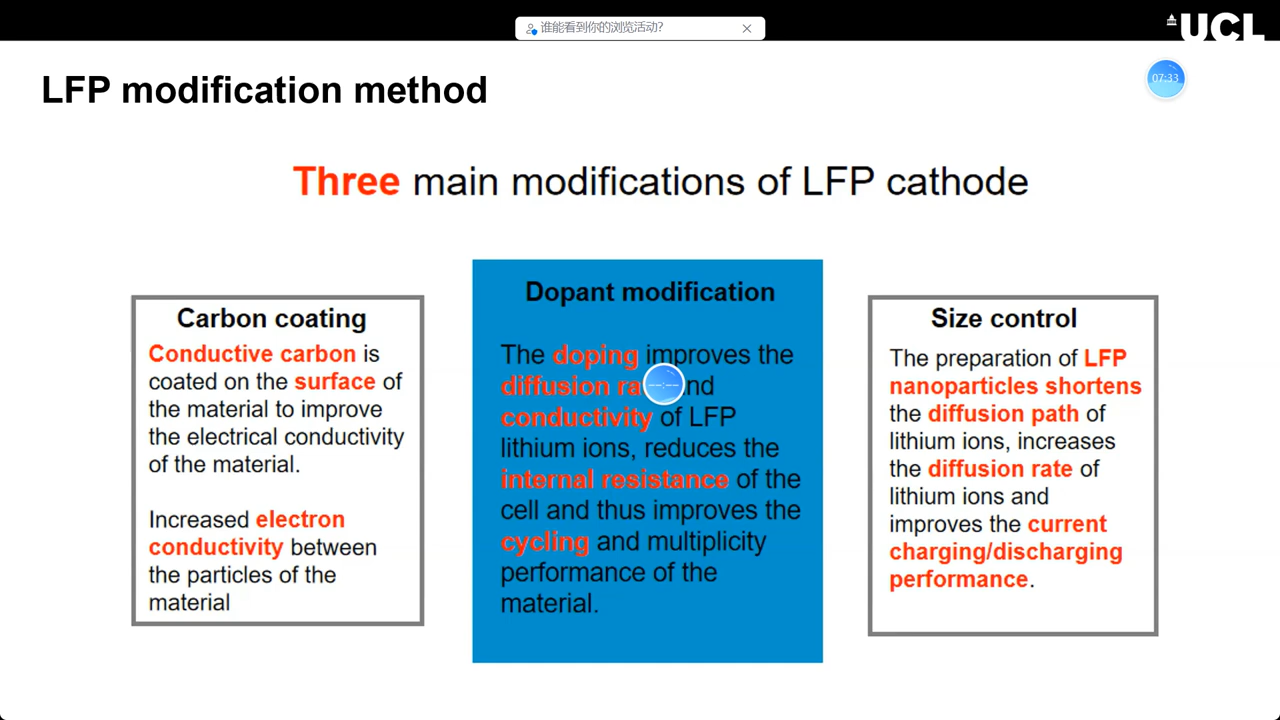 谁能看到你的浏览活动?
UCL
LFP modification method
07:33
Three main modifications of LFP cathode
Carbon coating
Conductive carbon is
coated on the surface of
the material to improve
the electrical conductivity
of the material.
Increased electron
conductivity between
the particles of the
material
Dopant modification
The doping improves the
diffusion ra nd
conductivity of LFP
lithium ions, reduces the
internal resistance of the
cell and thus improves the
cycling and multiplicity
performance of the
material.
--:--
Size control
The preparation of LFP
nanoparticles shortens
the diffusion path of
lithium ions, increases
the diffusion rate of
lithium ions and
improves the current
charging/discharging
performance.